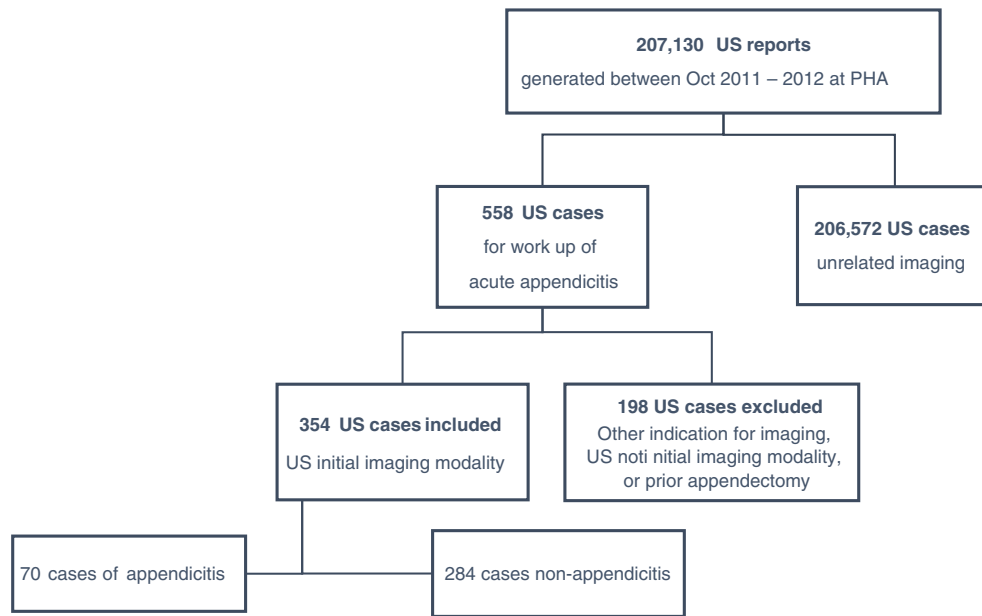 207,130 US reports
generated between Oct 2011 – 2012 at PHA
558 US cases
for work up of
acute appendicitis
206,572 US cases
unrelated imaging
354 US cases included
US initial imaging modality
198 US cases excluded
Other indication for imaging,
US noti nitial imaging modality,
or prior appendectomy
70 cases of appendicitis
284 cases non-appendicitis